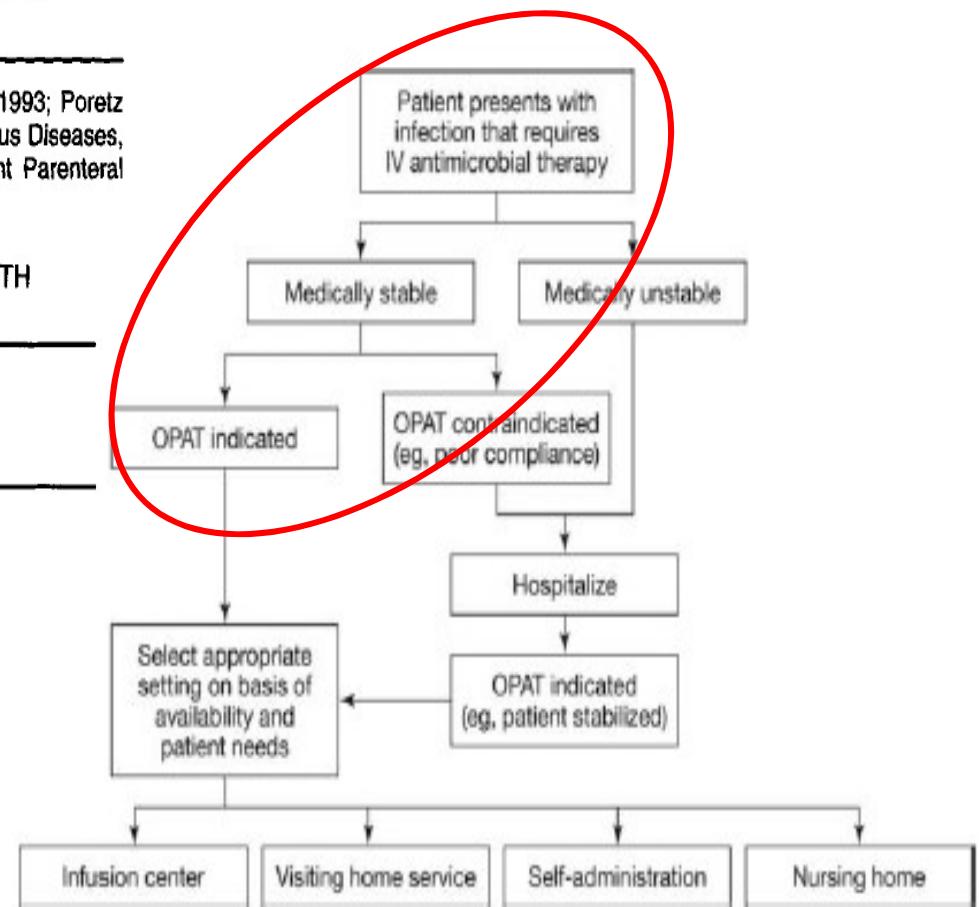 1993; Poretz
us Diseases,
nt Parenteral
TH
Patient presents with
infection that requires
IV antimicrobial therapy
Medically stable
Medically unstable
OPAT indicated
OPAT contraindicated
(eg, poor compliance)
Hospitalize
Select appropriate
setting on basis of
availability and
patient needs
OPAT indicated
(eg, patient stabilized)
Infusion center
Visiting home service
Self-administration
Nursing home